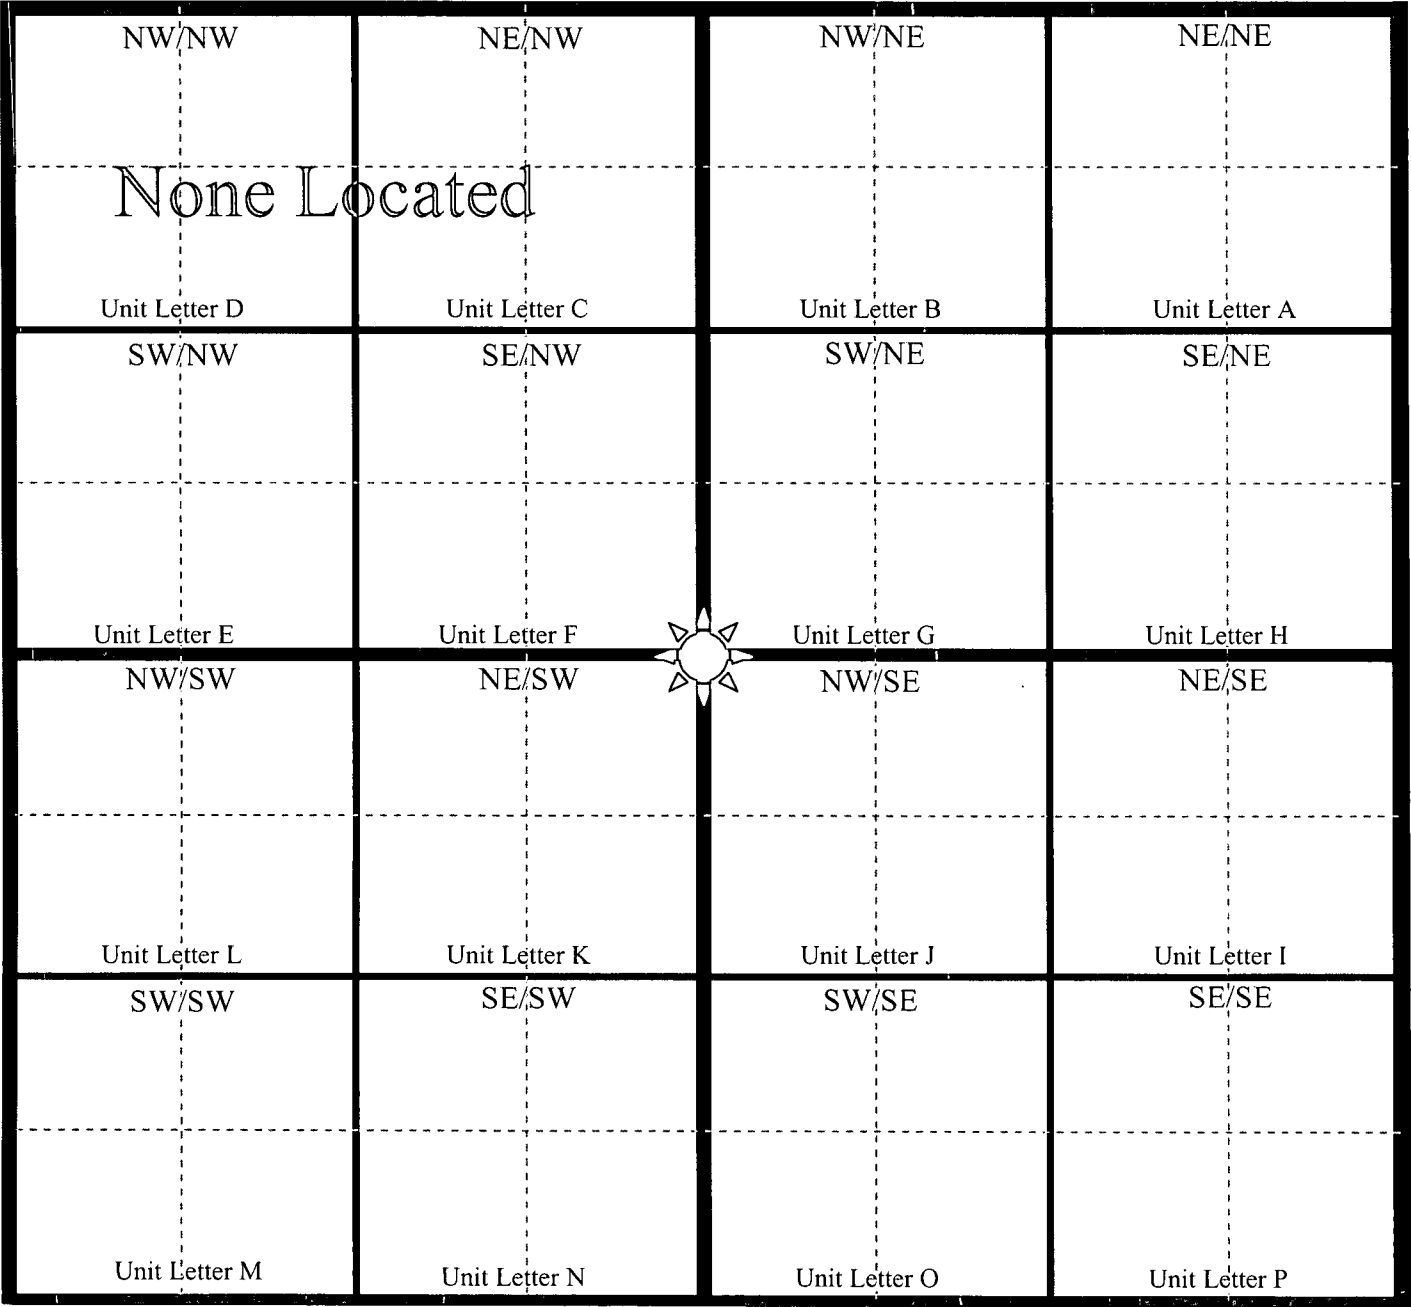 NW/NW NE/NW NW/NE NE/NE
None Located
Unit Letter D Unit Letter C Unit Letter B Unit Letter A
SW/NW SE/NW SW/NE SE/NE
Unit Letter E Unit Letter F Unit Letter G Unit Letter H
NW/SW NE/SW NW/SE NE/SE
Unit Letter L Unit Letter K Unit Letter J Unit Letter I
SW/SW SE/SW SW/SE SE/SE
Unit Letter M Unit Letter N Unit Letter O Unit Letter P